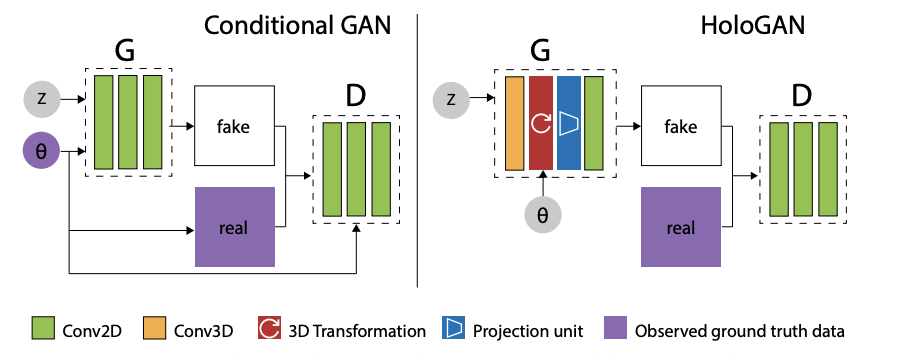 Conditional GAN
G
z
θ
fake
real
D
HoloGAN
G
z
θ
fake
real
D
Conv2D
Conv3D
3D Transformation
Projection unit
Observed ground truth data